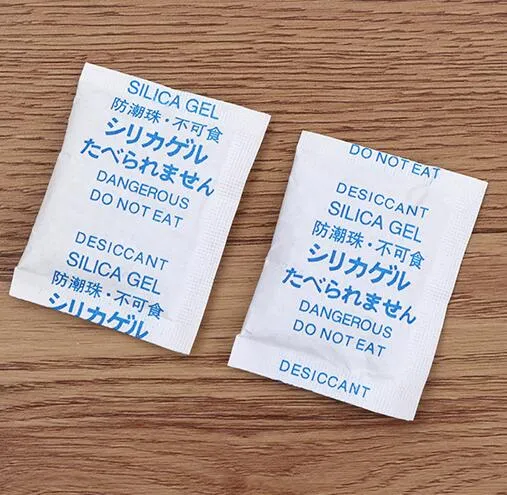 SILICA GEL
防潮珠・不可食
シリカゲル
たべられません
DANGEROUS
DO NOT EAT
DESICCANT
SILICA GEL
防潮珠・不可食
シリカゲル
DO NOT EAT
DESICCANT
SILICA GEL
防潮珠・不可食
シリカゲル
たべられません
DANGEROUS
DO NOT EAT
DESICCANT